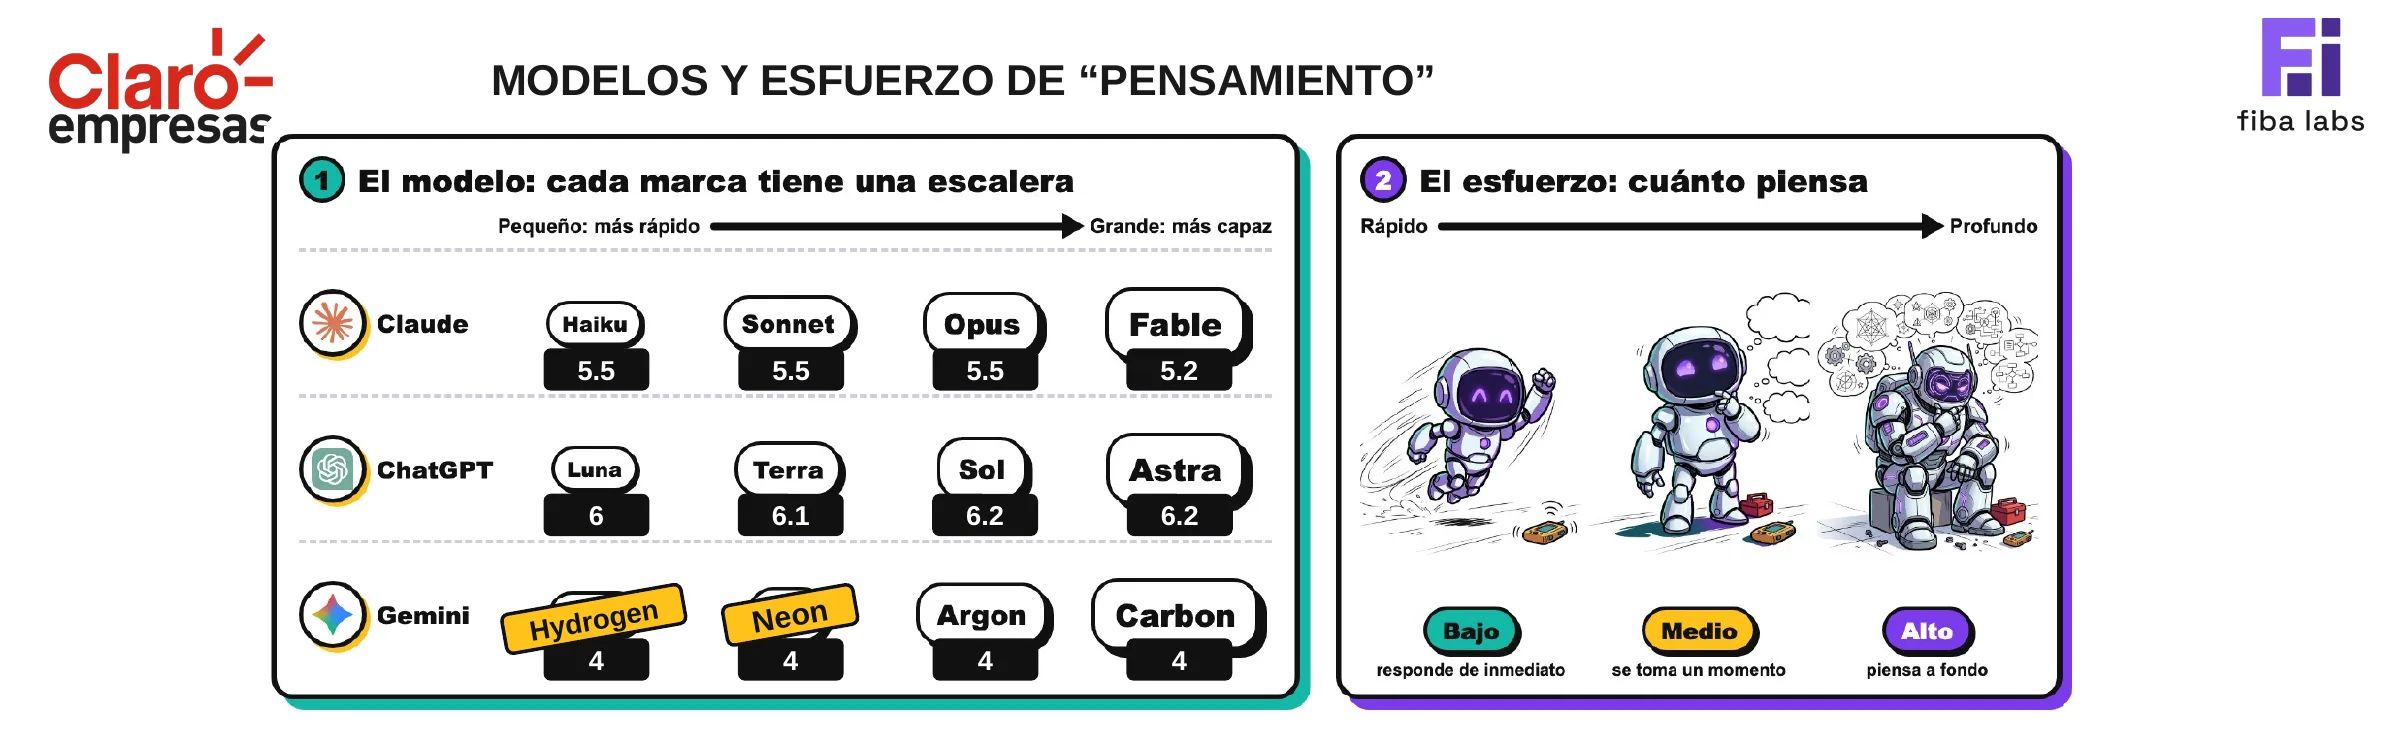 Claro
empresas
MODELOS Y ESFUERZO DE “PENSAMIENTO”
fiba labs
1 El modelo: cada marca tiene una escalera
Pequeño: más rápido Grande: más capaz
Claude Haiku Sonnet Opus Fable
5.5 5.5 5.5 5.2
ChatGPT Luna Terra Sol Astra
6 6.1 6.2 6.2
Gemini Hydrogen Neon Argon Carbon
4 4 4 4
2 El esfuerzo: cuánto piensa
Rápido Profundo
Bajo Medio Alto
responde de inmediato se toma un momento piensa a fondo